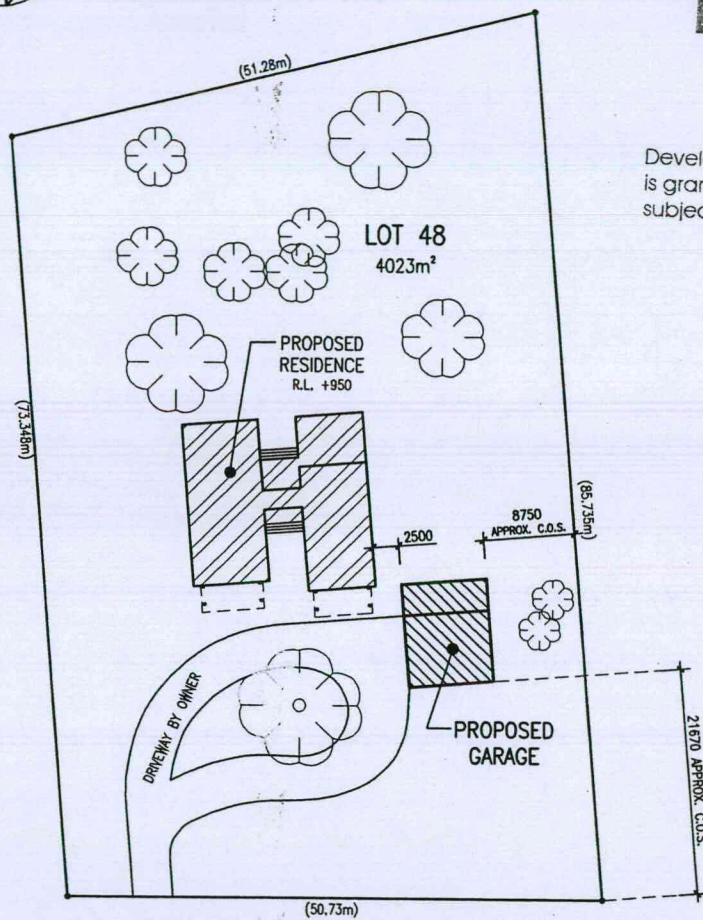 (51.28m)
Devel
is gran
subjec
LOT 48
4023m²
PROPOSED
RESIDENCE
R.L. +950
(73.348m)
(85.735m)
8750
APPROX. C.O.S.
2500
DRIVEWAY BY OWNER
PROPOSED
GARAGE
21670 APPROX. C.O.S.
(50.73m)